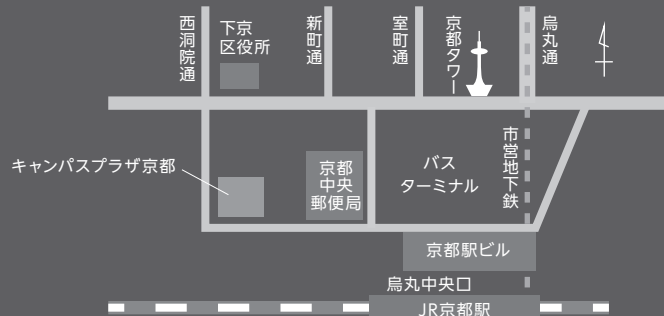 西洞院通
下京
区役所
新町通
室町通
京都タワー
烏丸通
キャンパスプラザ京都
京都
中央
郵便局
バス
ターミナル
市営地下鉄
京都駅ビル
烏丸中央口
JR京都駅